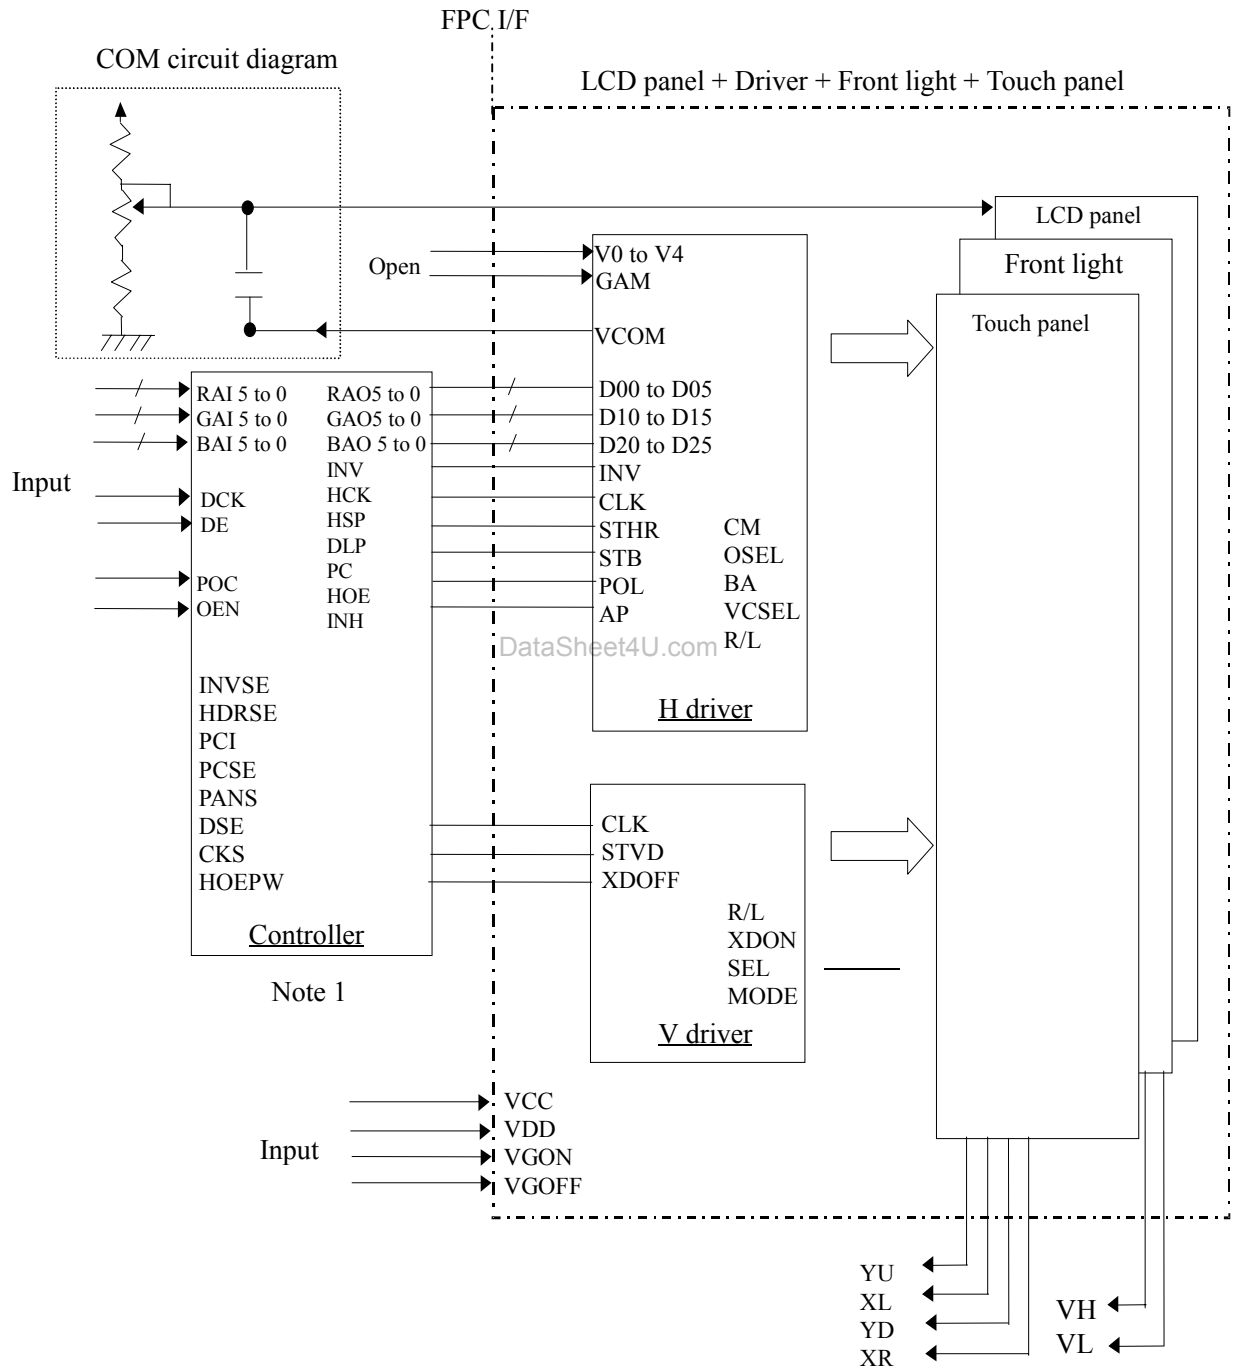 FPC I/F
COM circuit diagram
LCD panel + Driver + Front light + Touch panel
LCD panel
Front light
Touch panel
Open
V0 to V4
GAM
VCOM
D00 to D05
D10 to D15
D20 to D25
INV
CLK
STHR
STB
POL
AP
CM
OSEL
BA
VCSEL
R/L
H driver
Input
RAI 5 to 0
GAI 5 to 0
BAI 5 to 0
DCK
DE
POC
OEN
RAO5 to 0
GAO5 to 0
BAO 5 to 0
INV
HCK
HSP
DLP
PC
HOE
INH
INVSE
HDRSE
PCI
PCSE
PANS
DSE
CKS
HOEPW
Controller
Note 1
DataSheet4U.com
CLK
STVD
XDOFF
R/L
XDON
SEL
MODE
V driver
Input
VCC
VDD
VGON
VGOFF
YU
XL
YD
XR
VH
VL